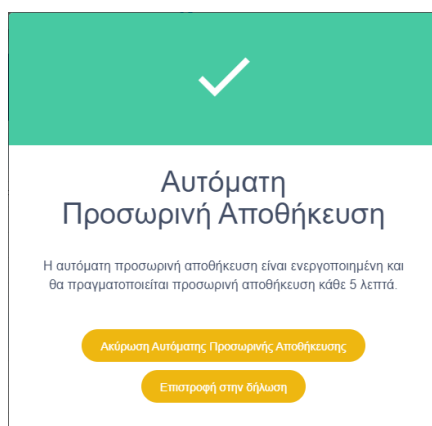 Αυτόματη
Προσωρινή Αποθήκευση
Η αυτόματη προσωρινή αποθήκευση είναι ενεργοποιημένη και
θα πραγματοποιείται προσωρινή αποθήκευση κάθε 5 λεπτά.
Ακύρωση Αυτόματης Προσωρινής Αποθήκευσης
Επιστροφή στην δήλωση